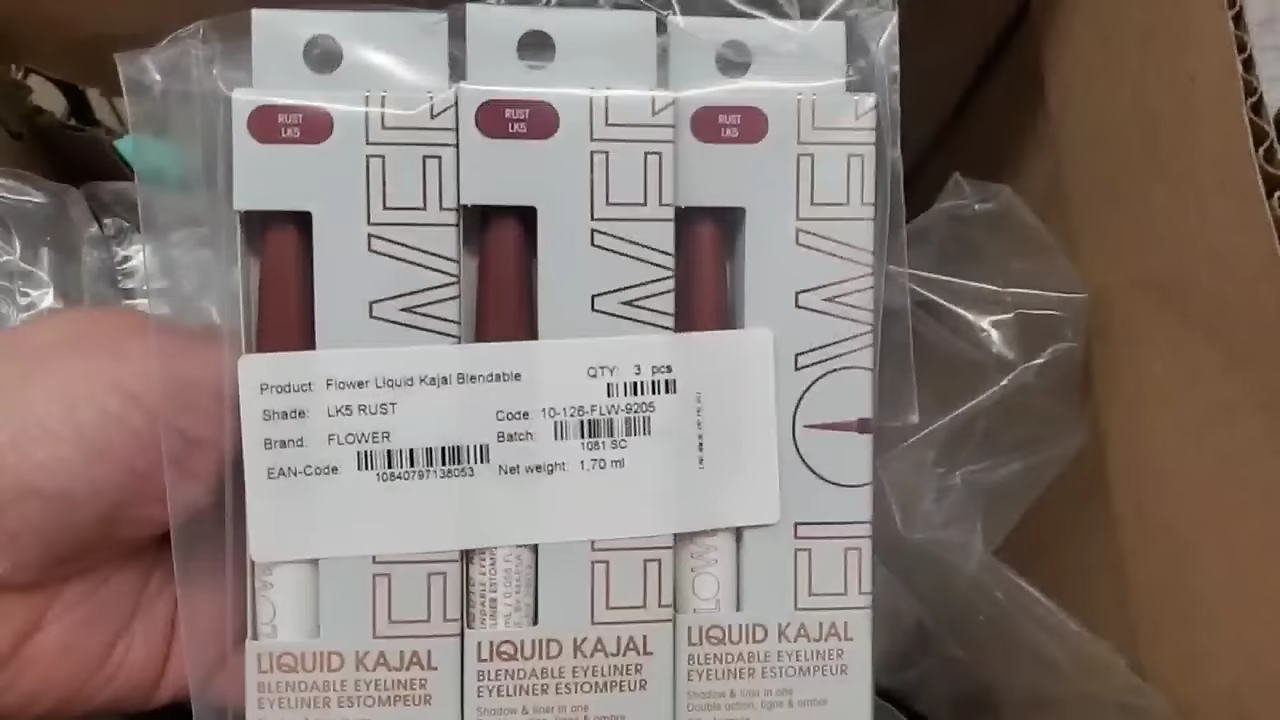 RUST
LK5
RUST
LK5
RUST
LK5
FLOWER
FLOWER
FLOWER
Product: Flower Liquid Kajal Blendable
QTY: 3 pcs
Shade: LK5 RUST
Code: 10-126-FLW-9205
Brand: FLOWER
Batch:
1081 SC
EAN-Code:
10840797138053
Net weight: 1,70 ml
LIQUID KAJAL
BLENDABLE EYELINER
EYELINER ESTOMPEUR
LIQUID KAJAL
BLENDABLE EYELINER
EYELINER ESTOMPEUR
Shadow & liner in one
LIQUID KAJAL
BLENDABLE EYELINER
EYELINER ESTOMPEUR
Shadow & liner in one
Double action, ligne & ombre